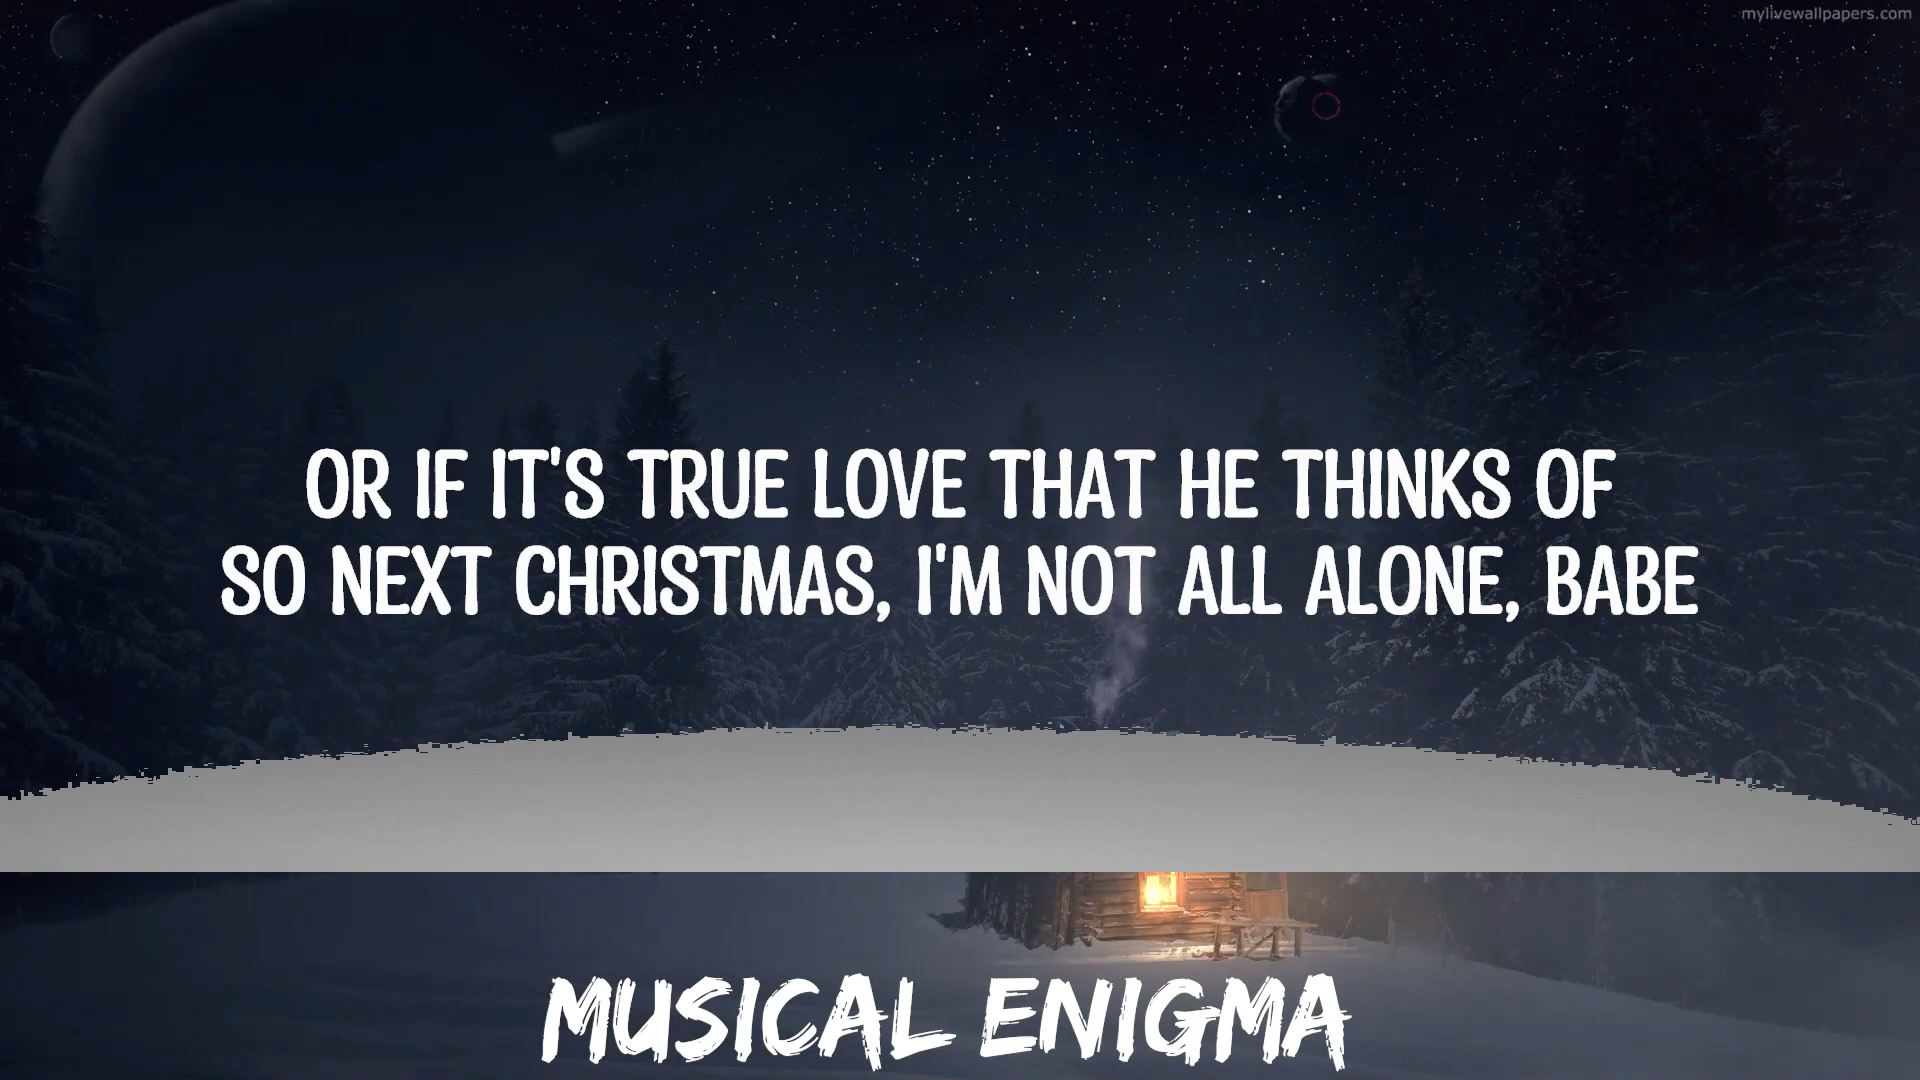 mylivewallpapers.com
OR IF IT'S TRUE LOVE THAT HE THINKS OF
SO NEXT CHRISTMAS, I'M NOT ALL ALONE, BABE
MUSICAL ENIGMA